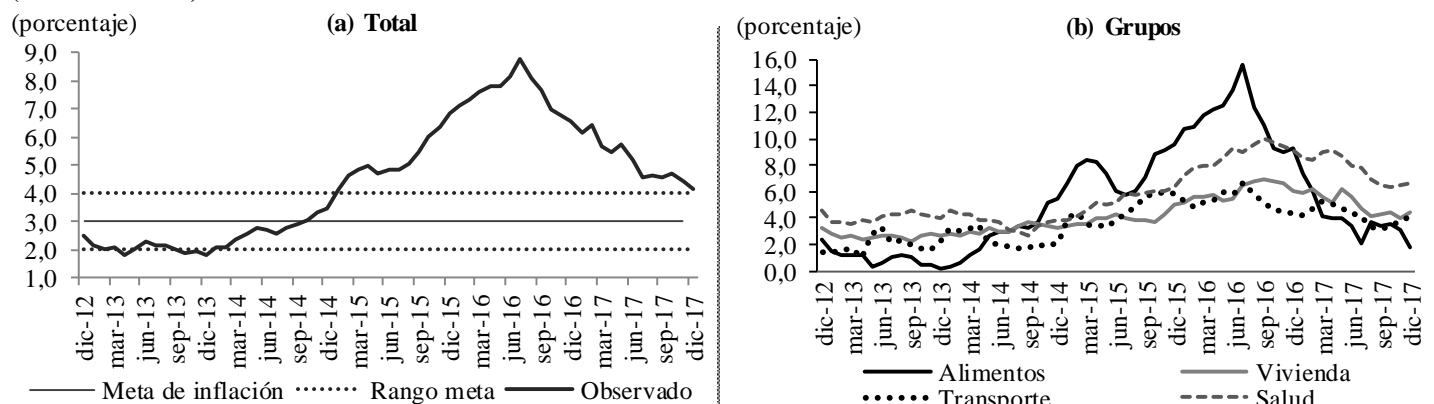 (porcentaje)
(a) Total
9,0
8,0
7,0
6,0
5,0
4,0
3,0
2,0
1,0
dic-12
mar-13
jun-13
sep-13
dic-13
mar-14
jun-14
sep-14
dic-14
mar-15
jun-15
sep-15
dic-15
mar-16
jun-16
sep-16
dic-16
mar-17
jun-17
sep-17
dic-17
Meta de inflación
Rango meta
Observado
(porcentaje)
(b) Grupos
16,0
14,0
12,0
10,0
8,0
6,0
4,0
2,0
0,0
dic-12
mar-13
jun-13
sep-13
dic-13
mar-14
jun-14
sep-14
dic-14
mar-15
jun-15
sep-15
dic-15
mar-16
jun-16
sep-16
dic-16
mar-17
jun-17
sep-17
dic-17
Alimentos
Vivienda
Transporte
Salud